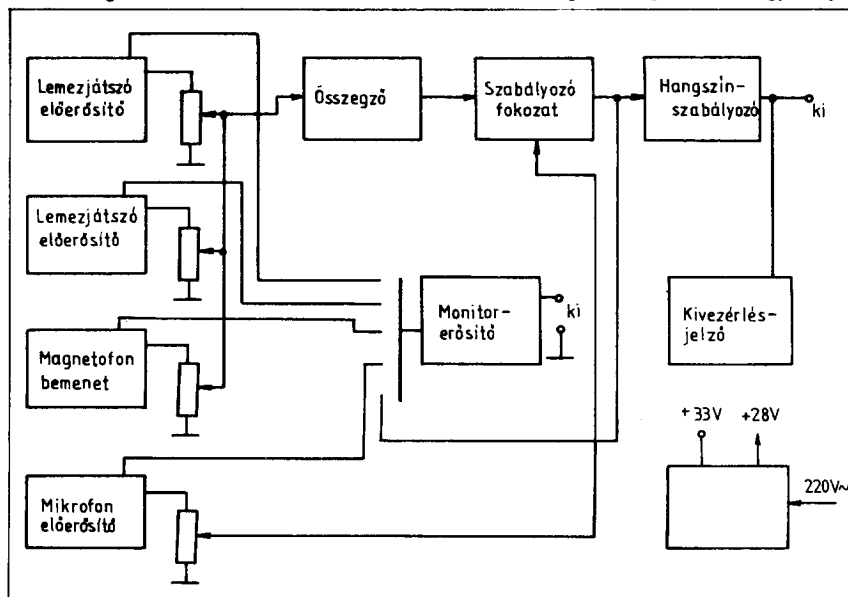 Lemezjátszó
előerősítő
Összegző
Szabályozó
fokozat
Hangszín-
szabályozó
ki
Lemezjátszó
előerősítő
Monitor-
erősítő
ki
Kivezérlés-
jelző
Magnetofon
bemenet
+33V
+28V
220V~
Mikrofon
előerősítő